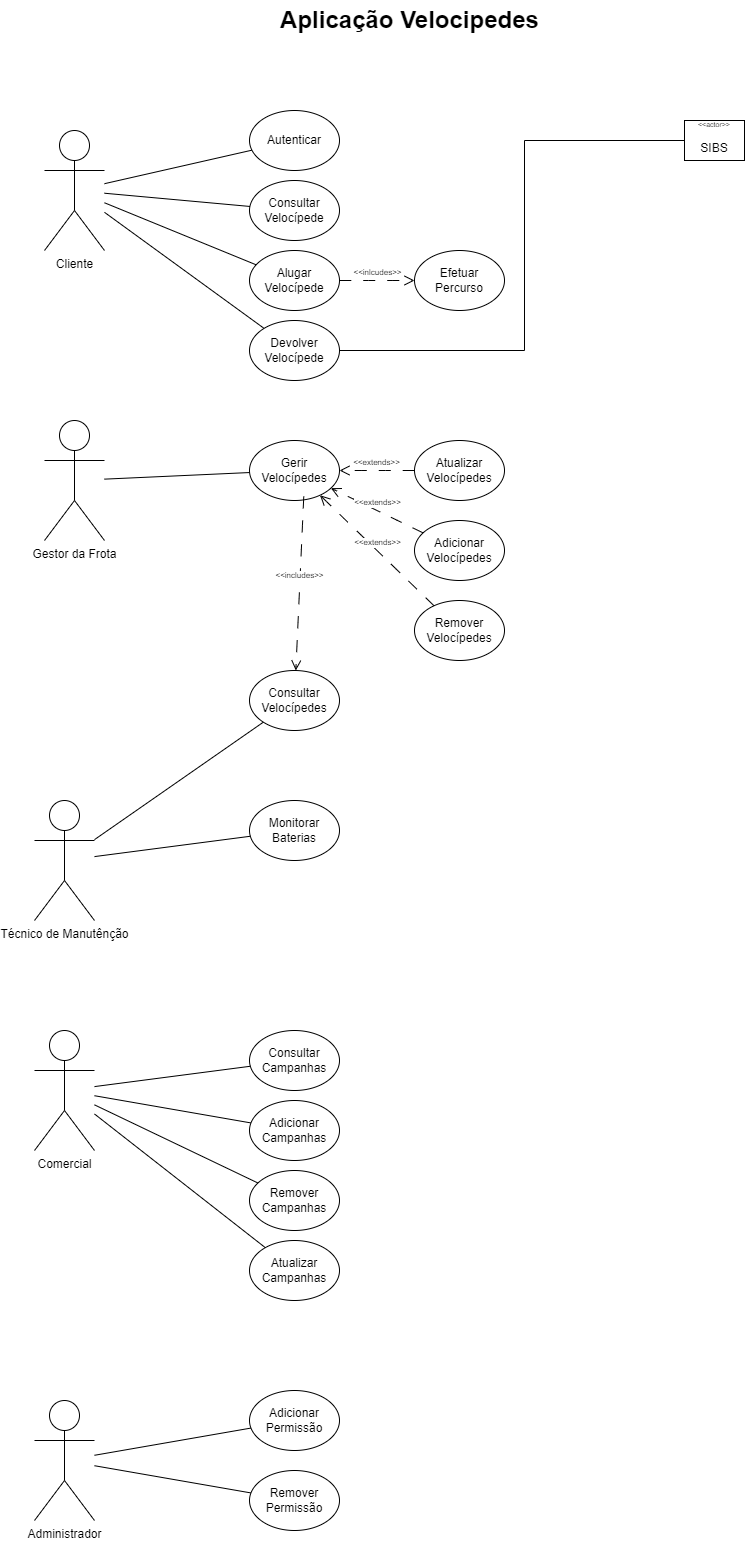 Aplicação Velocipedes
<<actor>>
SIBS
Autenticar
Consultar
Velocípede
Cliente
Alugar
Velocípede
<<inlcudes>>
Efetuar
Percurso
Devolver
Velocípede
Gerir
Velocípedes
<<extends>>
Atualizar
Velocípedes
<<extends>>
Adicionar
Velocípedes
<<extends>>
Gestor da Frota
<<includes>>
Remover
Velocípedes
Consultar
Velocípedes
Monitorar
Baterias
Técnico de Manutênção
Consultar
Campanhas
Adicionar
Campanhas
Comercial
Remover
Campanhas
Atualizar
Campanhas
Adicionar
Permissão
Remover
Permissão
Administrador